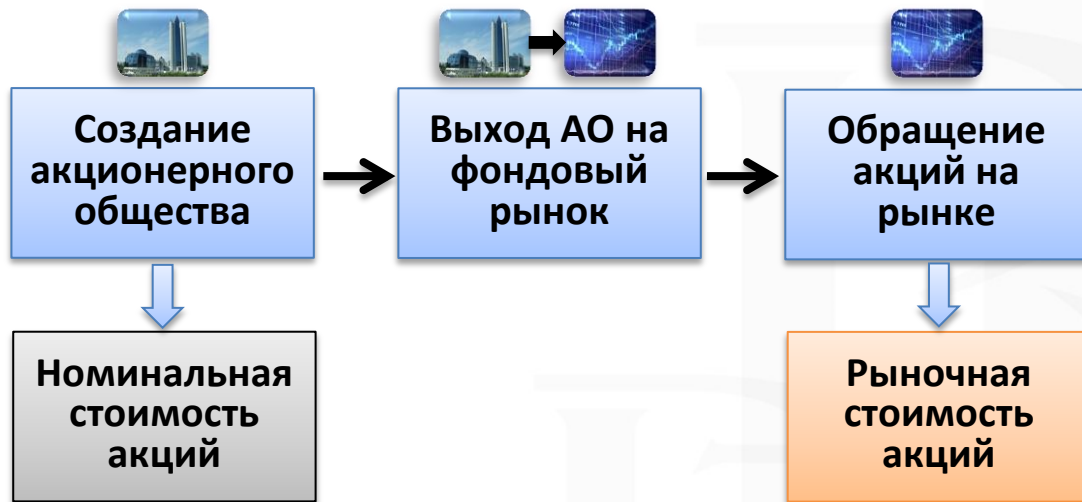 Создание
акционерного
общества
Выход АО на
фондовый
рынок
Обращение
акций на
рынке
Номинальная
стоимость
акций
Рыночная
стоимость
акций